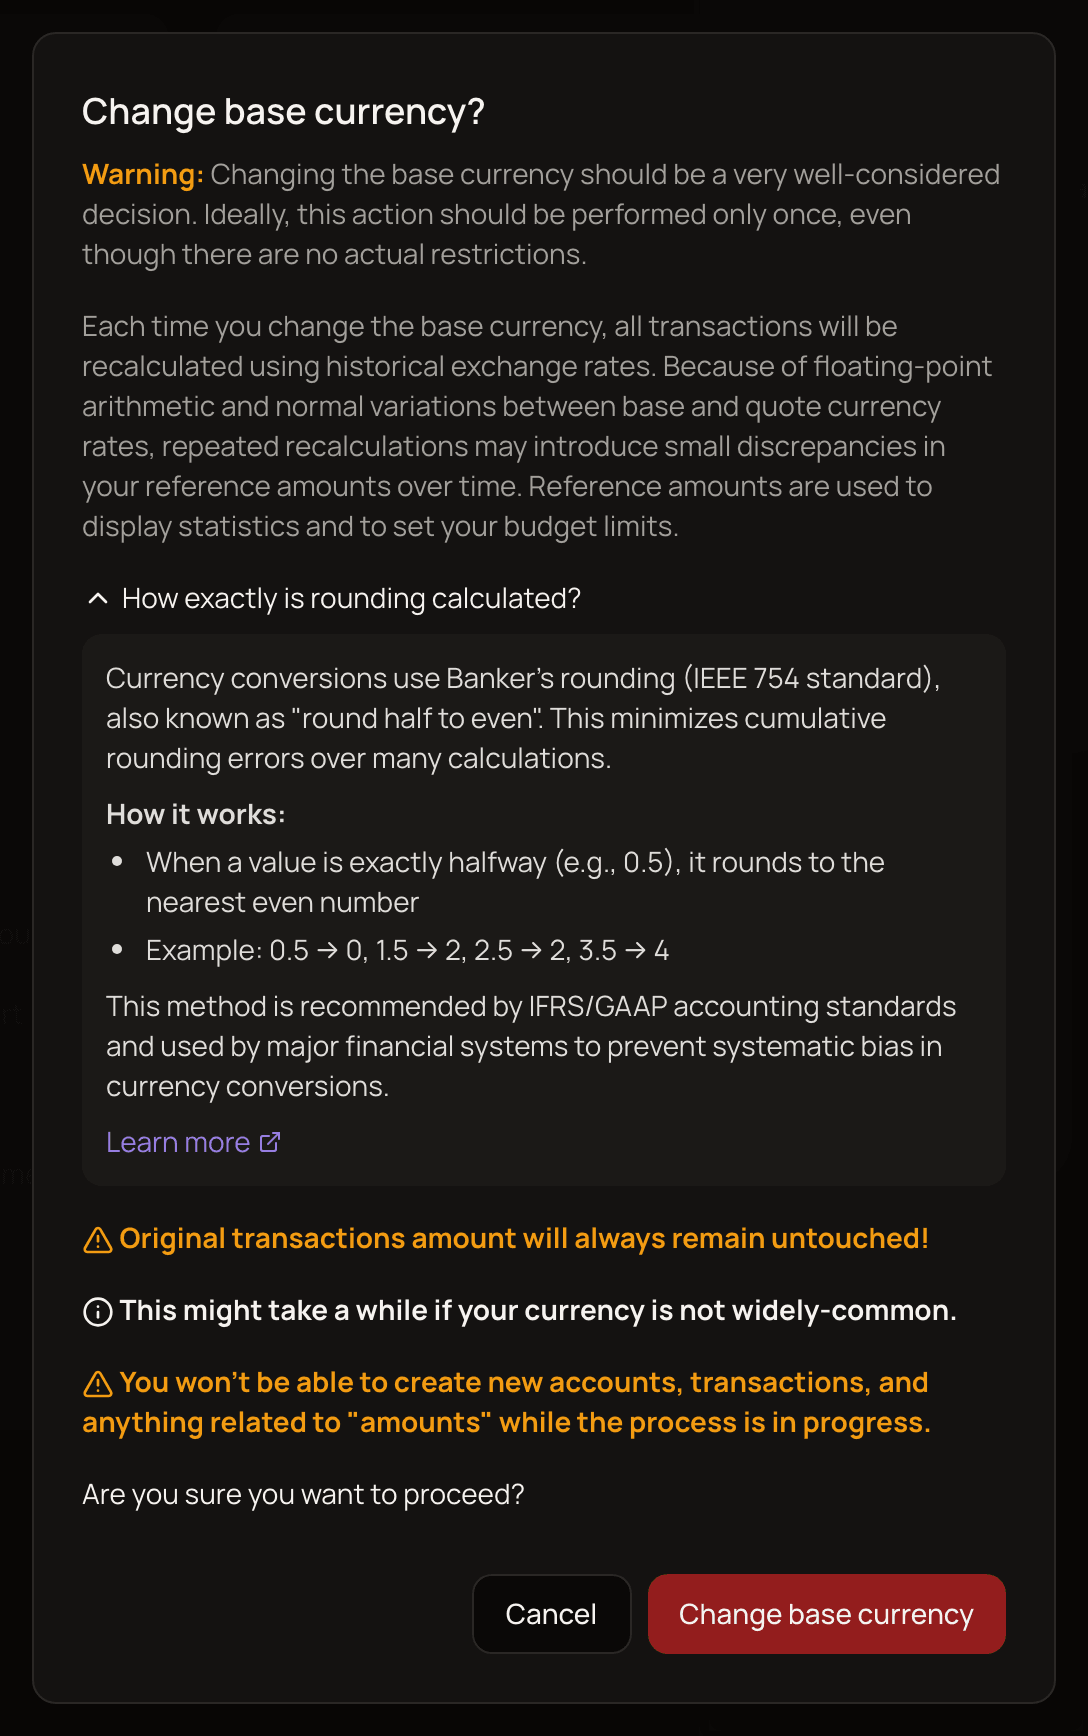 Change base currency?
Warning: Changing the base currency should be a very well-considered
decision. Ideally, this action should be performed only once, even
though there are no actual restrictions.
Each time you change the base currency, all transactions will be
recalculated using historical exchange rates. Because of floating-point
arithmetic and normal variations between base and quote currency
rates, repeated recalculations may introduce small discrepancies in
your reference amounts over time. Reference amounts are used to
display statistics and to set your budget limits.
How exactly is rounding calculated?
Currency conversions use Banker's rounding (IEEE 754 standard),
also known as "round half to even". This minimizes cumulative
rounding errors over many calculations.
How it works:
• When a value is exactly halfway (e.g., 0.5), it rounds to the
nearest even number
• Example: 0.5 → 0, 1.5 → 2, 2.5 → 2, 3.5 → 4
This method is recommended by IFRS/GAAP accounting standards
and used by major financial systems to prevent systematic bias in
currency conversions.
Learn more
Original transactions amount will always remain untouched!
This might take a while if your currency is not widely-common.
You won't be able to create new accounts, transactions, and
anything related to "amounts" while the process is in progress.
Are you sure you want to proceed?
Cancel
Change base currency